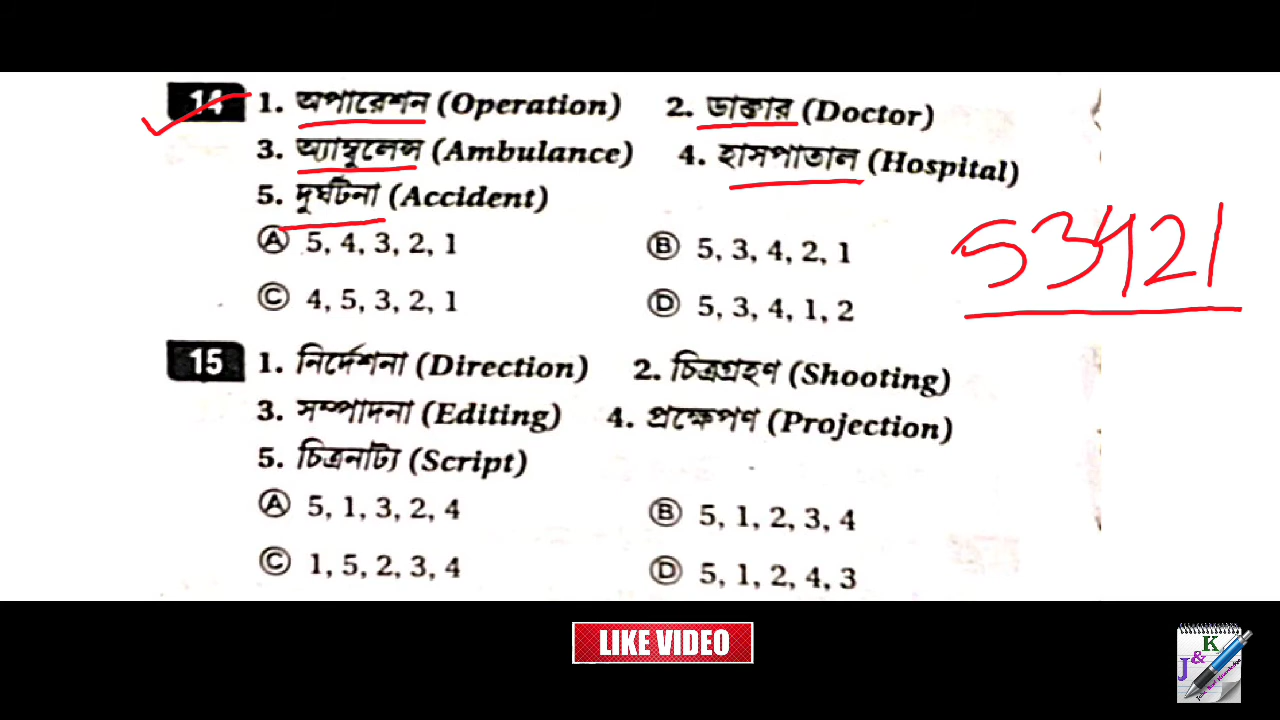 14 1. অপারেশন (Operation) 2. ডাক্তার (Doctor)
3. অ্যাম্বুলেন্স (Ambulance) 4. হাসপাতাল (Hospital)
5. দুর্ঘটনা (Accident)
Ⓐ 5, 4, 3, 2, 1 Ⓑ 5, 3, 4, 2, 1
Ⓒ 4, 5, 3, 2, 1 Ⓓ 5, 3, 4, 1, 2
53421
15 1. নির্দেশনা (Direction) 2. চিত্রগ্রহণ (Shooting)
3. সম্পাদনা (Editing) 4. প্রক্ষেপণ (Projection)
5. চিত্রনাট্য (Script)
Ⓐ 5, 1, 3, 2, 4 Ⓑ 5, 1, 2, 3, 4
Ⓒ 1, 5, 2, 3, 4 Ⓓ 5, 1, 2, 4, 3
LIKE VIDEO
J&K